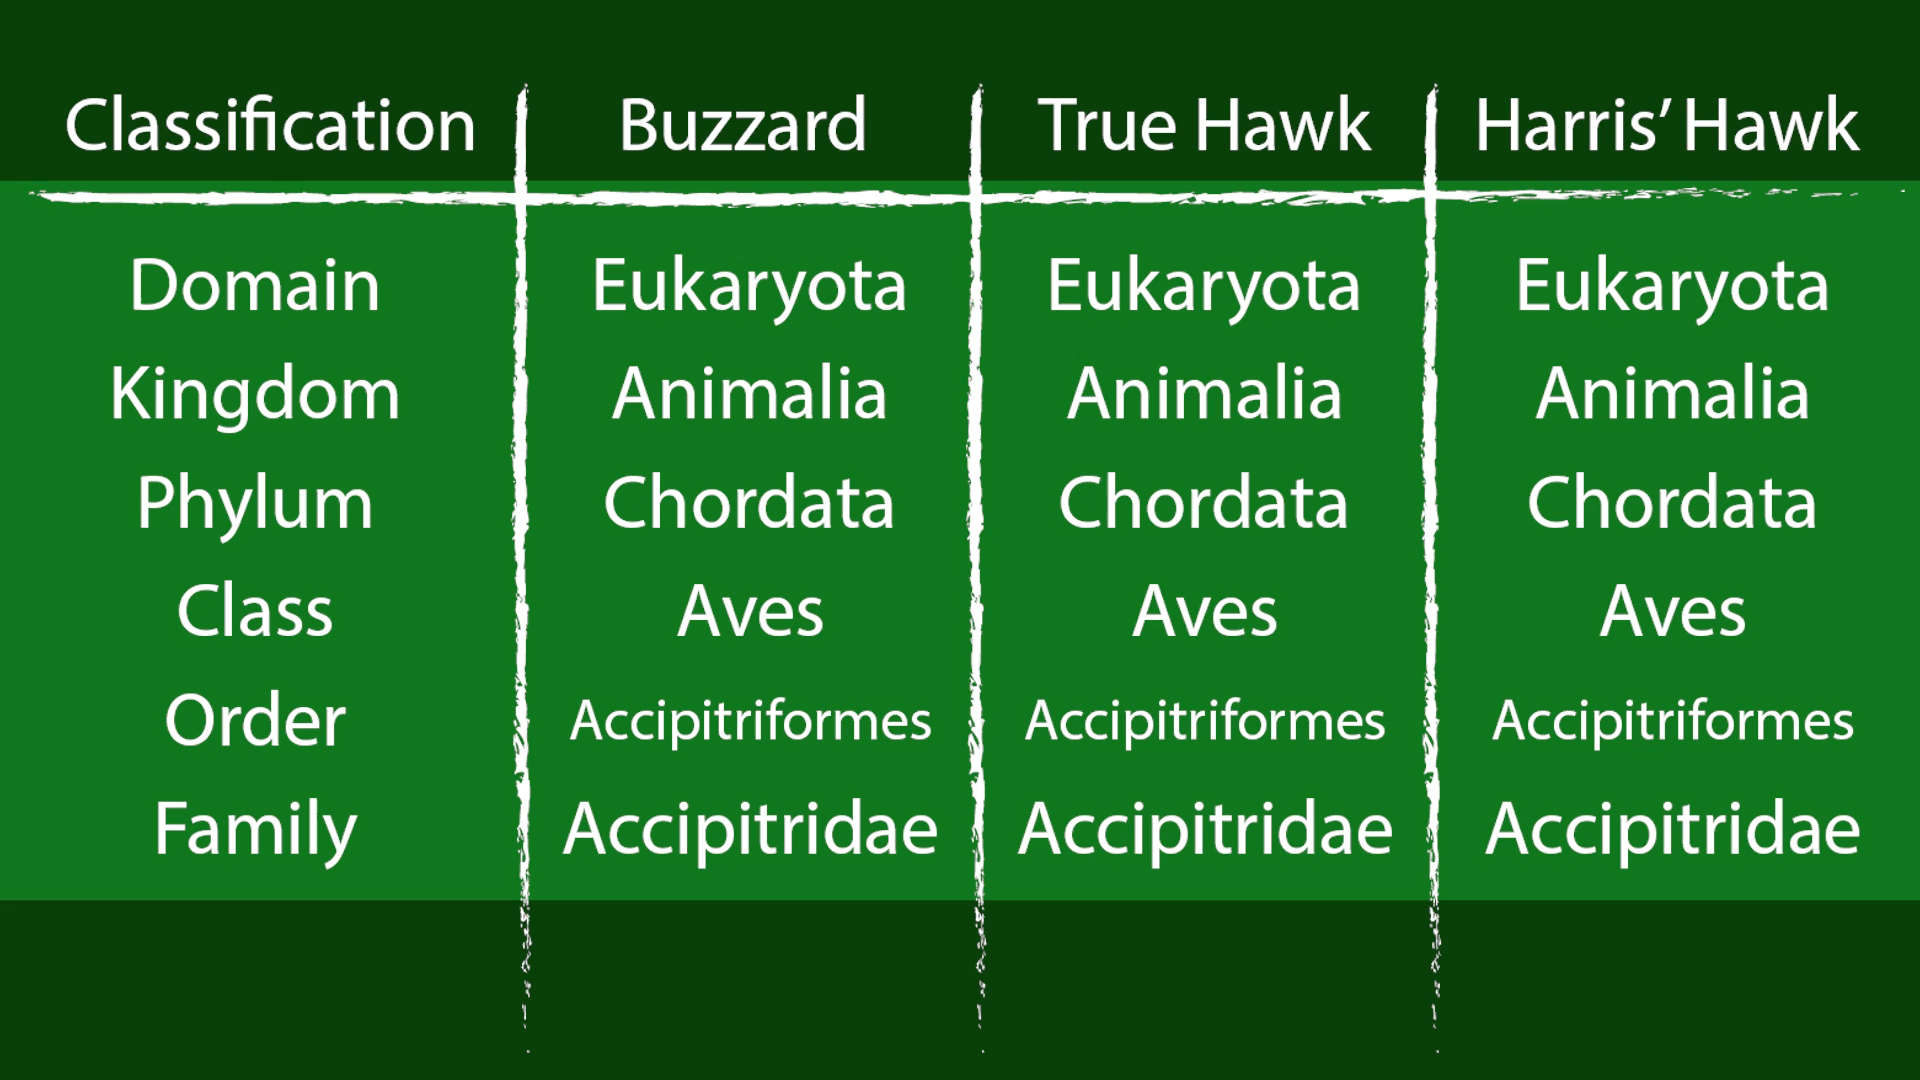 Classification Buzzard True Hawk Harris’ Hawk
Domain Eukaryota Eukaryota Eukaryota
Kingdom Animalia Animalia Animalia
Phylum Chordata Chordata Chordata
Class Aves Aves Aves
Order Accipitriformes Accipitriformes Accipitriformes
Family Accipitridae Accipitridae Accipitridae